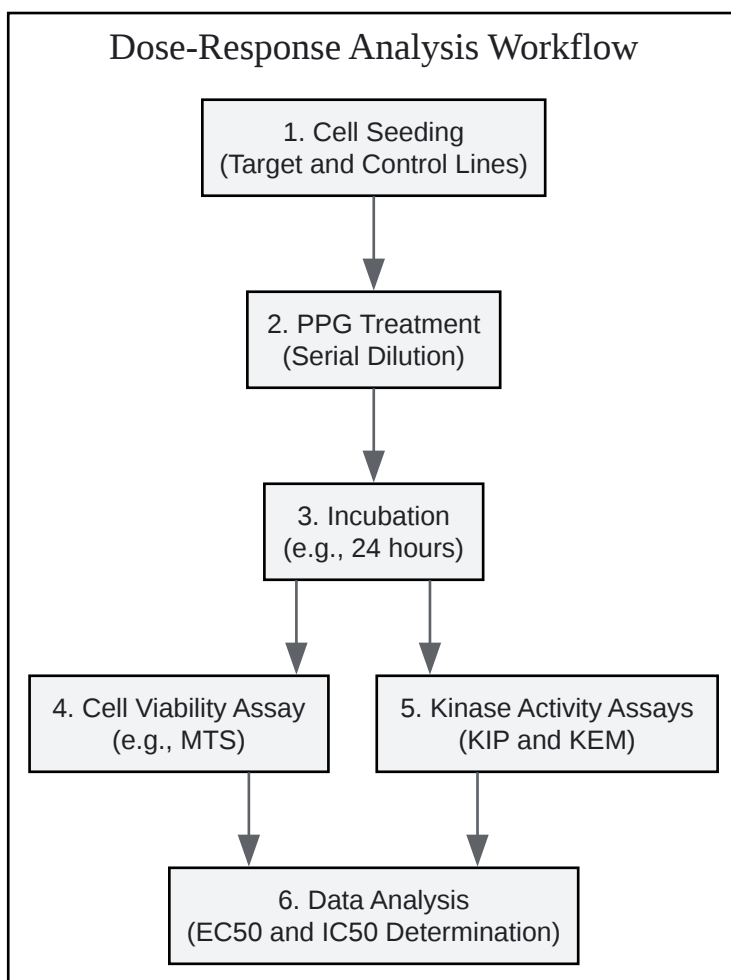 Dose-Response Analysis Workflow
1. Cell Seeding
(Target and Control Lines)
2. PPG Treatment
(Serial Dilution)
3. Incubation
(e.g., 24 hours)
4. Cell Viability Assay
(e.g., MTS)
5. Kinase Activity Assays
(KIP and KEM)
6. Data Analysis
(EC50 and IC50 Determination)